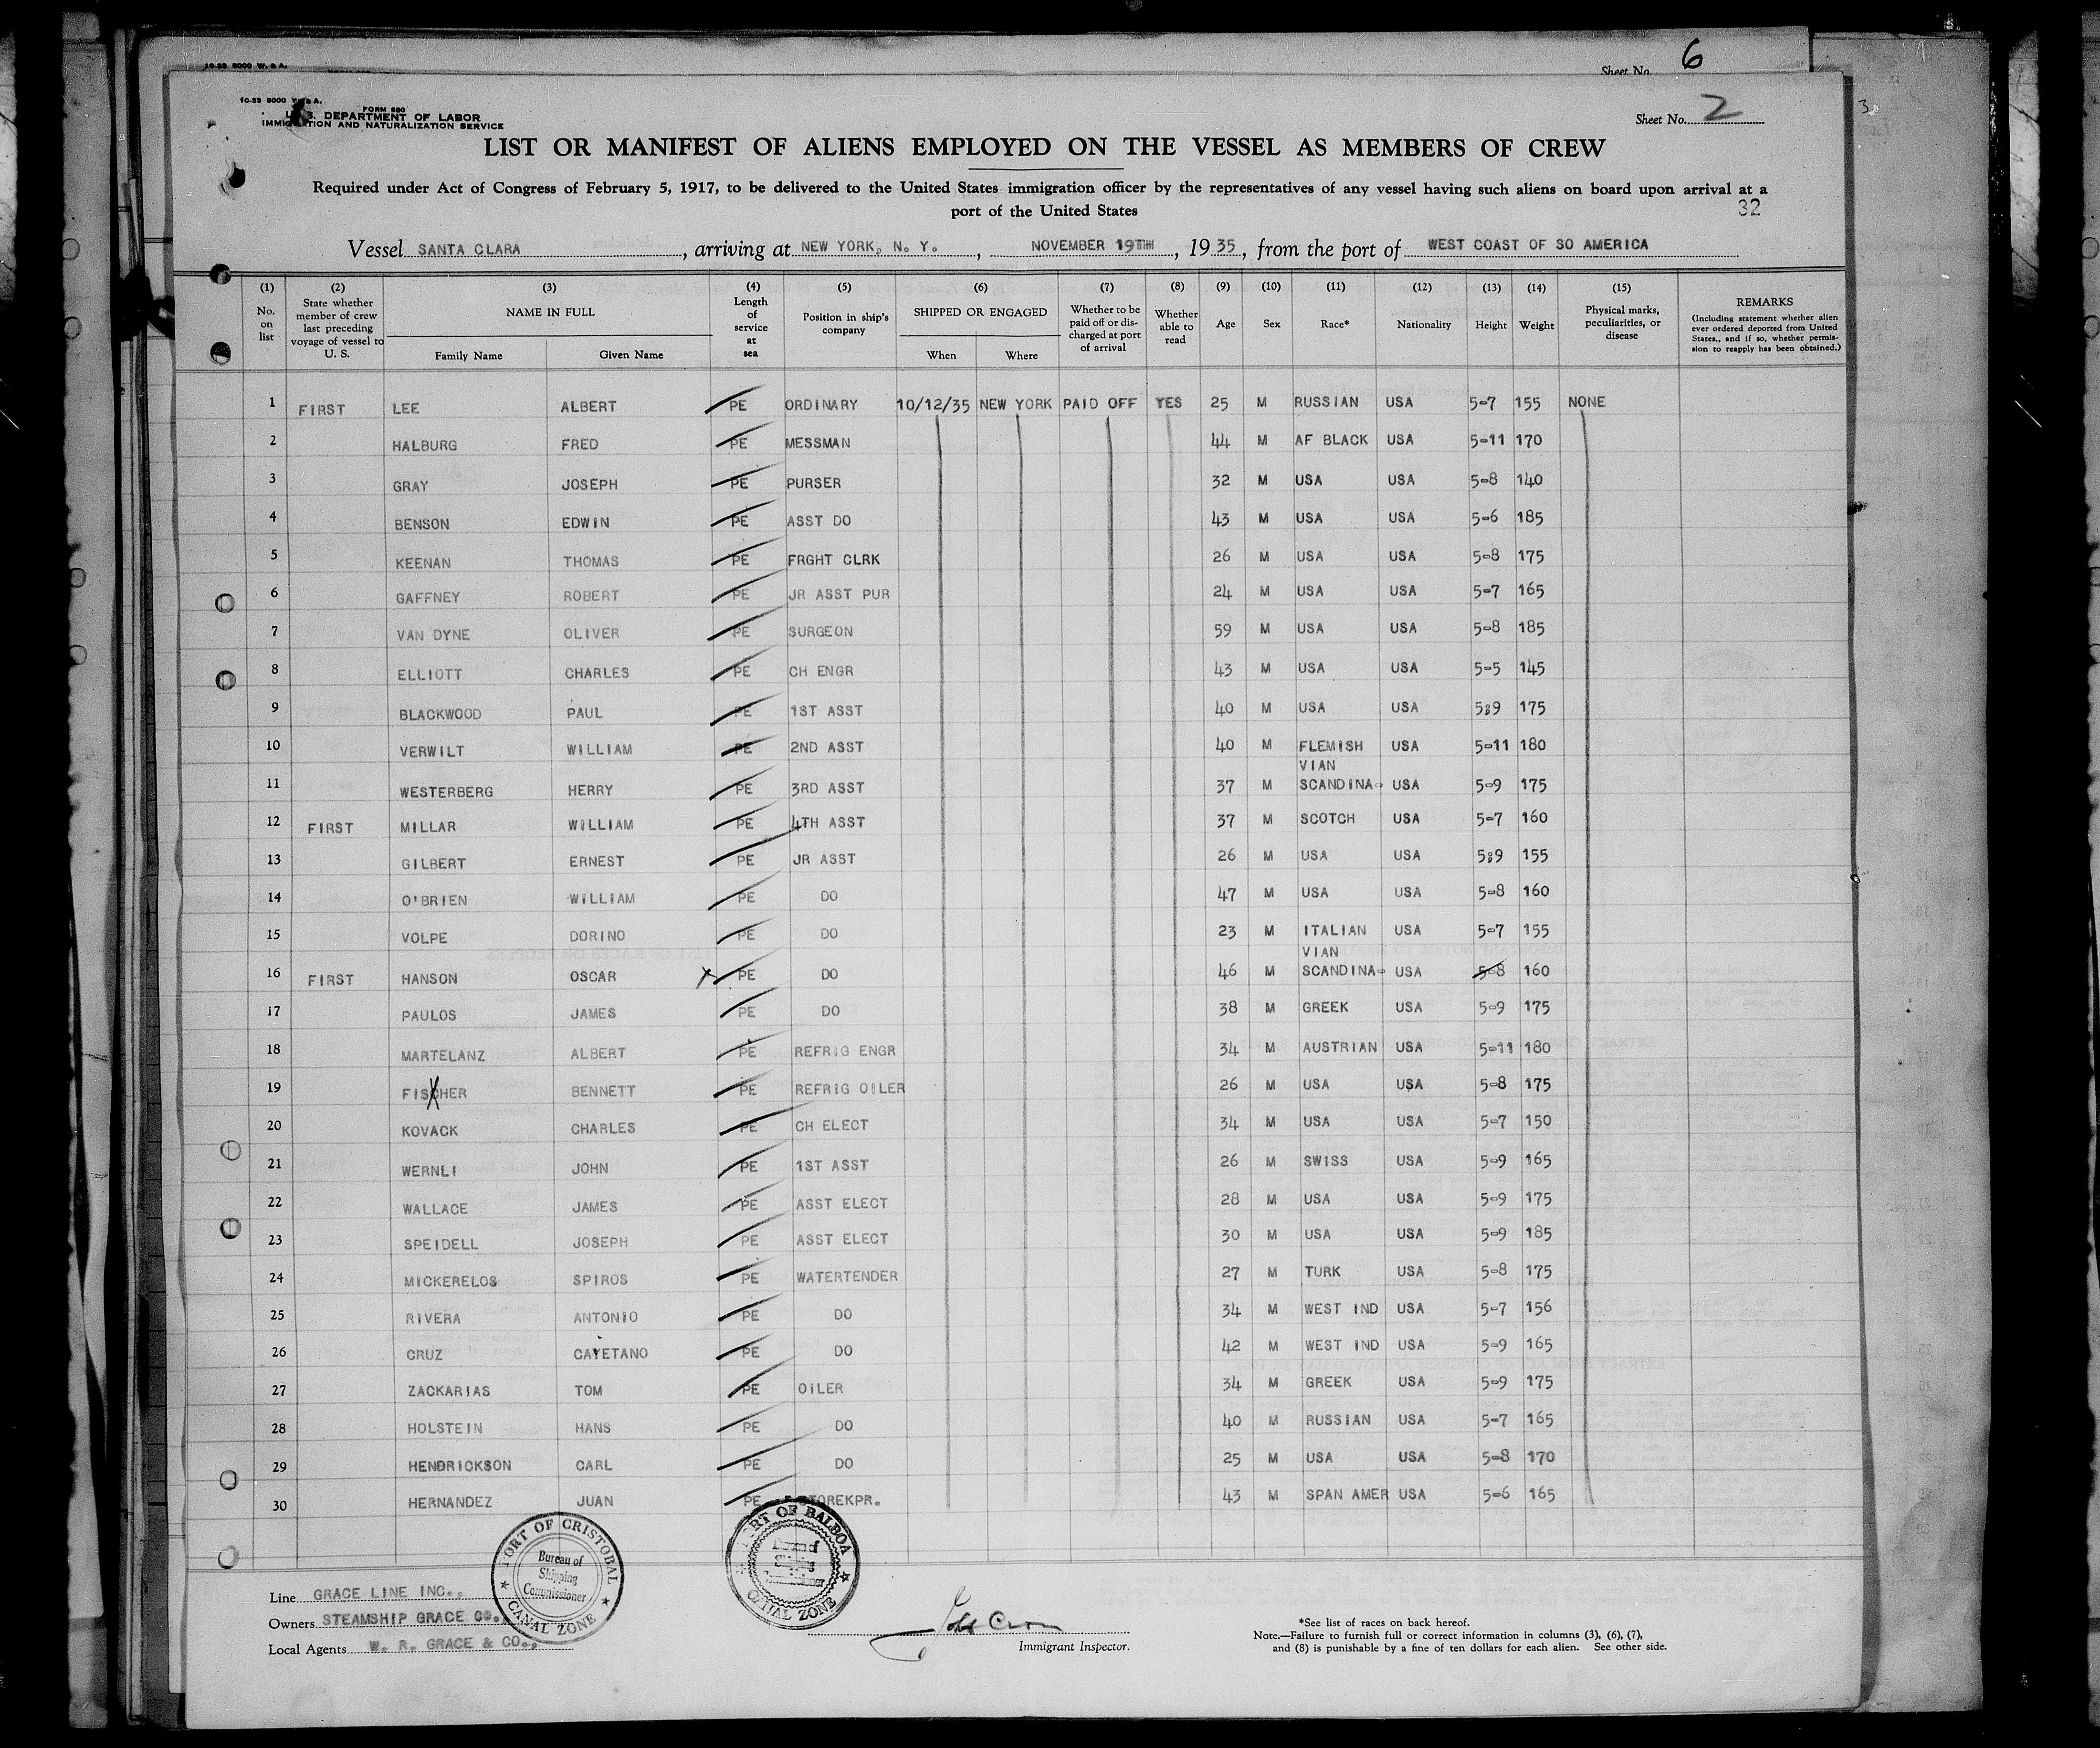 10-33 5000 W. & A.
Sheet No. 6
10-33 5000 W. & A.
FORM 680
U. S. DEPARTMENT OF LABOR
IMMIGRATION AND NATURALIZATION SERVICE
Sheet No. 2
3
LIST OR MANIFEST OF ALIENS EMPLOYED ON THE VESSEL AS MEMBERS OF CREW
Required under Act of Congress of February 5, 1917, to be delivered to the United States immigration officer by the representatives of any vessel having such aliens on board upon arrival at a
port of the United States
32
Vessel SANTA CLARA, arriving at NEW YORK, N. Y., NOVEMBER 19TH, 1935, from the port of WEST COAST OF SO AMERICA
(1) No. on list (2) State whether member of crew last preceding voyage of vessel to U. S. (3) NAME IN FULL Family Name Given Name (4) Length of service at sea (5) Position in ship's company (6) SHIPPED OR ENGAGED When Where (7) Whether to be paid off or discharged at port of arrival (8) Whether able to read (9) Age (10) Sex (11) Race* (12) Nationality (13) Height (14) Weight (15) Physical marks, peculiarities, or disease REMARKS (Including statement whether alien ever ordered deported from United States, and if so, whether permission to reapply has been obtained.)
1 FIRST LEE ALBERT PE ORDINARY 10/12/35 NEW YORK PAID OFF YES 25 M RUSSIAN USA 5-7 155 NONE
2 HALBURG FRED PE MESSMAN 44 M AF BLACK USA 5-11 170
3 GRAY JOSEPH PE PURSER 32 M USA USA 5-8 140
4 BENSON EDWIN PE ASST DO 43 M USA USA 5-6 185
5 KEENAN THOMAS PE FRGHT CLRK 26 M USA USA 5-8 175
6 GAFFNEY ROBERT PE JR ASST PUR 24 M USA USA 5-7 165
7 VAN DYNE OLIVER PE SURGEON 59 M USA USA 5-8 185
8 ELLIOTT CHARLES PE CH ENGR 43 M USA USA 5-5 145
9 BLACKWOOD PAUL PE 1ST ASST 40 M USA USA 5:9 175
10 VERWILT WILLIAM PE 2ND ASST 40 M FLEMISH USA 5-11 180
11 WESTERBERG HERRY PE 3RD ASST 37 M SCANDINA-VIAN USA 5-9 175
12 FIRST MILLAR WILLIAM PE 4TH ASST 37 M SCOTCH USA 5-7 160
13 GILBERT ERNEST PE JR ASST 26 M USA USA 5:9 155
14 O'BRIEN WILLIAM PE DO 47 M USA USA 5-8 160
15 VOLPE DORINO PE DO 23 M ITALIAN USA 5-7 155
16 FIRST HANSON OSCAR X PE DO 46 M SCANDINA-VIAN USA 5-8 160
17 PAULOS JAMES PE DO 38 M GREEK USA 5-9 175
18 MARTELANZ ALBERT PE REFRIG ENGR 34 M AUSTRIAN USA 5-11 180
19 FISCHER BENNETT PE REFRIG OILER 26 M USA USA 5-8 175
20 KOVACK CHARLES PE CH ELECT 34 M USA USA 5-7 150
21 WERNLI JOHN PE 1ST ASST 26 M SWISS USA 5-9 165
22 WALLACE JAMES PE ASST ELECT 28 M USA USA 5-9 175
23 SPEIDELL JOSEPH PE ASST ELECT 30 M USA USA 5-9 185
24 MICKERELOS SPIROS PE WATERTENDER 27 M TURK USA 5-8 175
25 RIVERA ANTONIO PE DO 34 M WEST IND USA 5-7 156
26 CRUZ CAYETANO PE DO 42 M WEST IND USA 5-9 165
27 ZACKARIAS TOM PE OILER 34 M GREEK USA 5-9 175
28 HOLSTEIN HANS PE DO 40 M RUSSIAN USA 5-7 165
29 HENDRICKSON CARL PE DO 25 M USA USA 5-8 170
30 HERNANDEZ JUAN PE STOREKPR. 43 M SPAN AMER USA 5-6 165
PORT OF CRISTOBAL
Bureau of
Shipping
Commissioner
CANAL ZONE
PORT OF BALBOA
Bureau of
Shipping
Commissioner
CANAL ZONE
Line GRACE LINE INC.,
Owners STEAMSHIP GRACE CO.,
Local Agents W. R. GRACE & CO.,
Immigrant Inspector.
*See list of races on back hereof.
Note.—Failure to furnish full or correct information in columns (3), (6), (7),
and (8) is punishable by a fine of ten dollars for each alien. See other side.